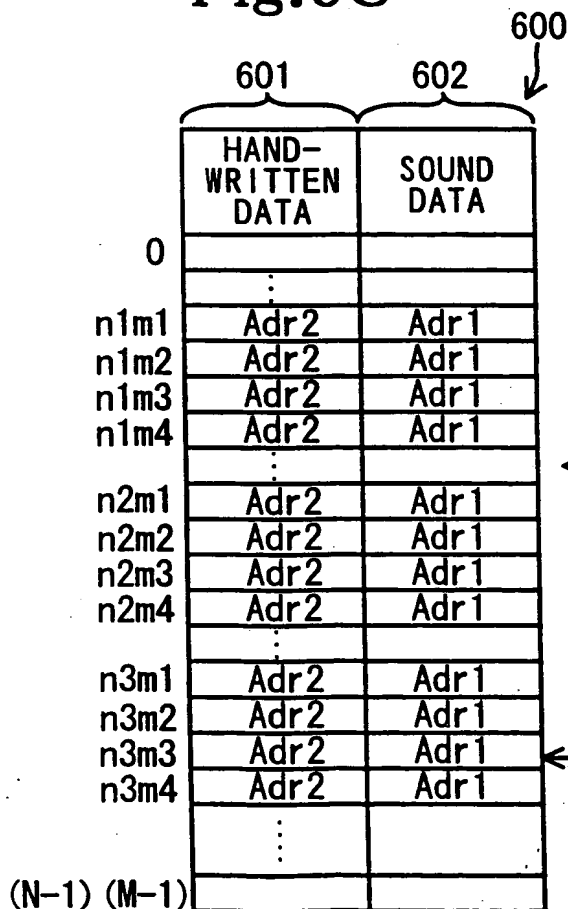 600
601 602
HAND- WRITTEN DATA SOUND DATA
0
n1m1 Adr2 Adr1
n1m2 Adr2 Adr1
n1m3 Adr2 Adr1
n1m4 Adr2 Adr1
n2m1 Adr2 Adr1
n2m2 Adr2 Adr1
n2m3 Adr2 Adr1
n2m4 Adr2 Adr1
n3m1 Adr2 Adr1
n3m2 Adr2 Adr1
n3m3 Adr2 Adr1
n3m4 Adr2 Adr1
(N-1) (M-1)